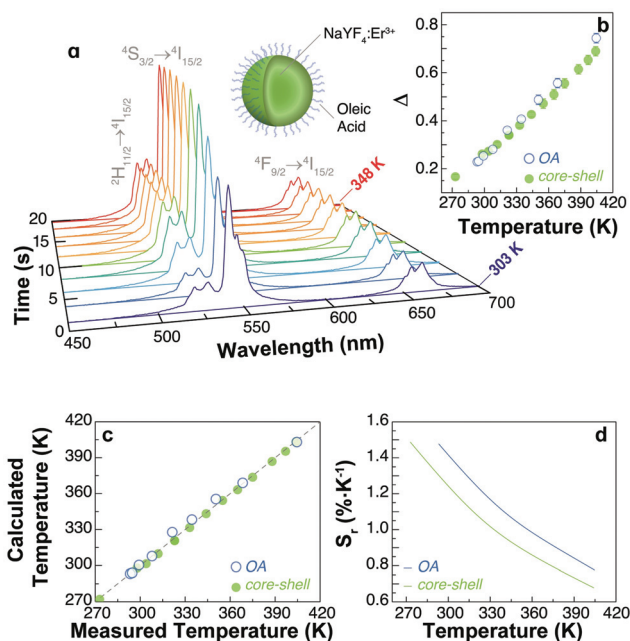 a
⁴S₃/₂→⁴I₁₅/₂
²H₁₁/₂→⁴I₁₅/₂
NaYF₄:Er³⁺
Oleic
Acid
⁴F₉/₂→⁴I₁₅/₂
348 K
303 K
20
15
10
5
0
Time (s)
450
500
550
600
650
700
Wavelength (nm)
b
0.8
0.6
0.4
0.2
Δ
OA
core-shell
270 300 330 360 390 420
Temperature (K)
c
420
390
360
330
300
270
Calculated
Temperature (K)
OA
core-shell
270 300 330 360 390 420
Measured Temperature (K)
d
1.6
1.4
1.2
1.0
0.8
0.6
Sᵣ (%·K⁻¹)
OA
core-shell
270 300 330 360 390 420
Temperature (K)